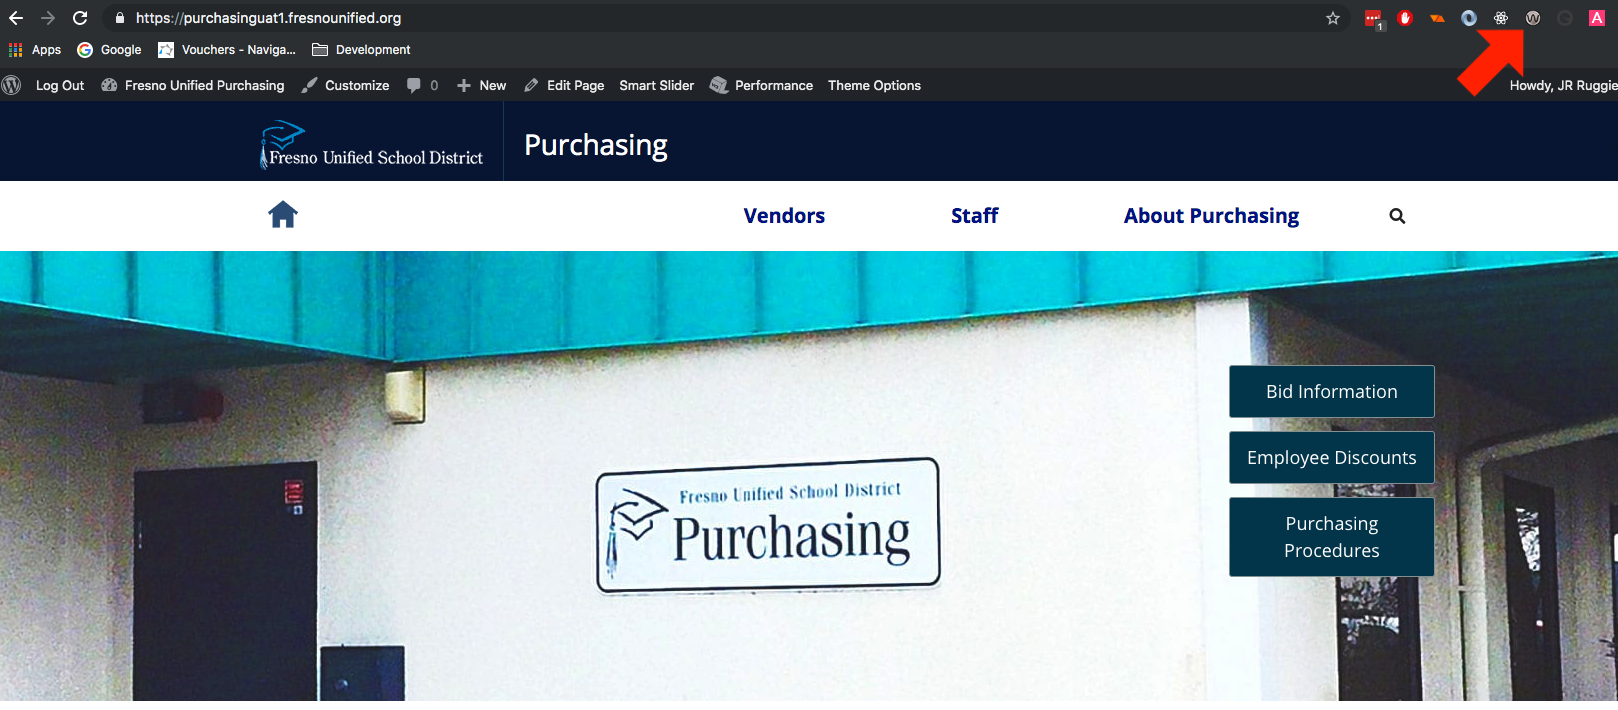 https://purchasinguat1.fresnounified.org
1
A
Apps Google Vouchers - Naviga... Development
Log Out Fresno Unified Purchasing Customize 0 New Edit Page Smart Slider Performance Theme Options Howdy, JR Ruggie
Fresno Unified School District
Purchasing
Vendors Staff About Purchasing
Bid Information
Employee Discounts
Purchasing
Procedures
Fresno Unified School District
Purchasing